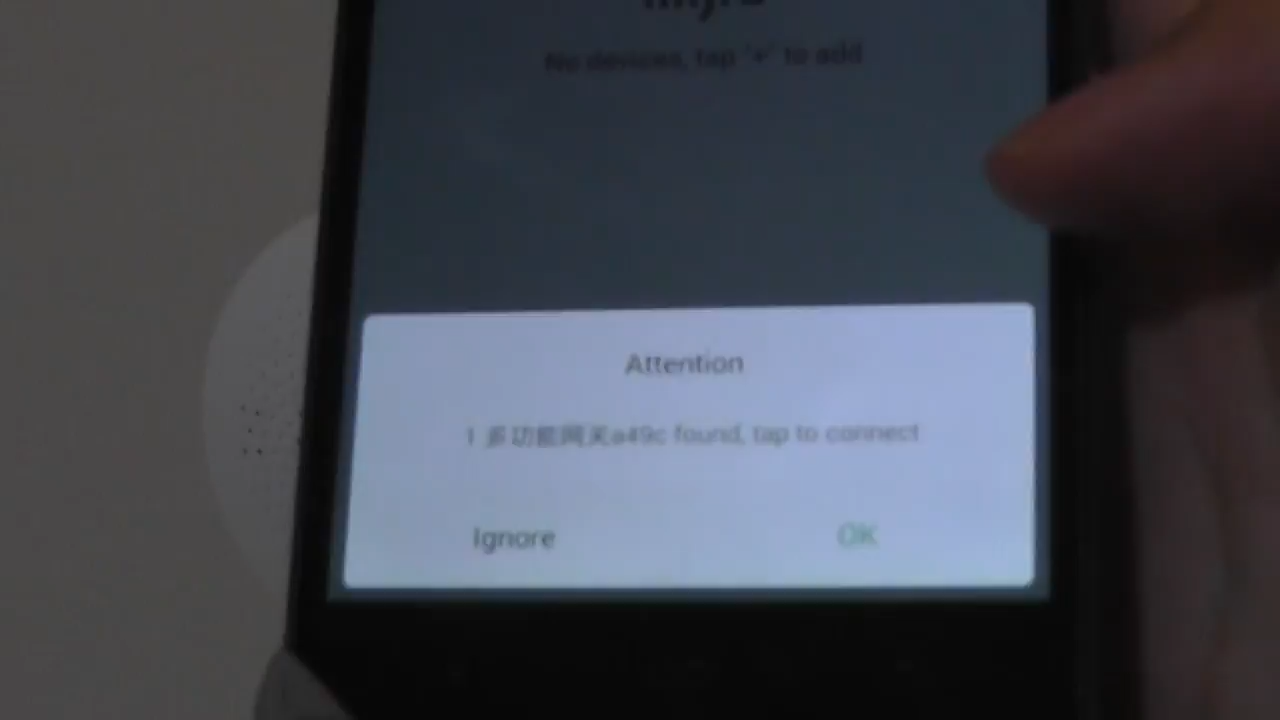 No devices, tap '+' to add
Attention
1 多功能网关a49c found, tap to connect
Ignore
OK